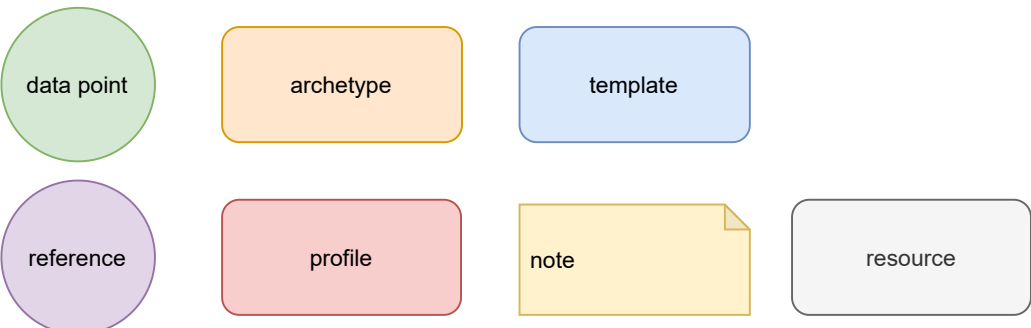 data point
archetype
template
reference
profile
note
resource